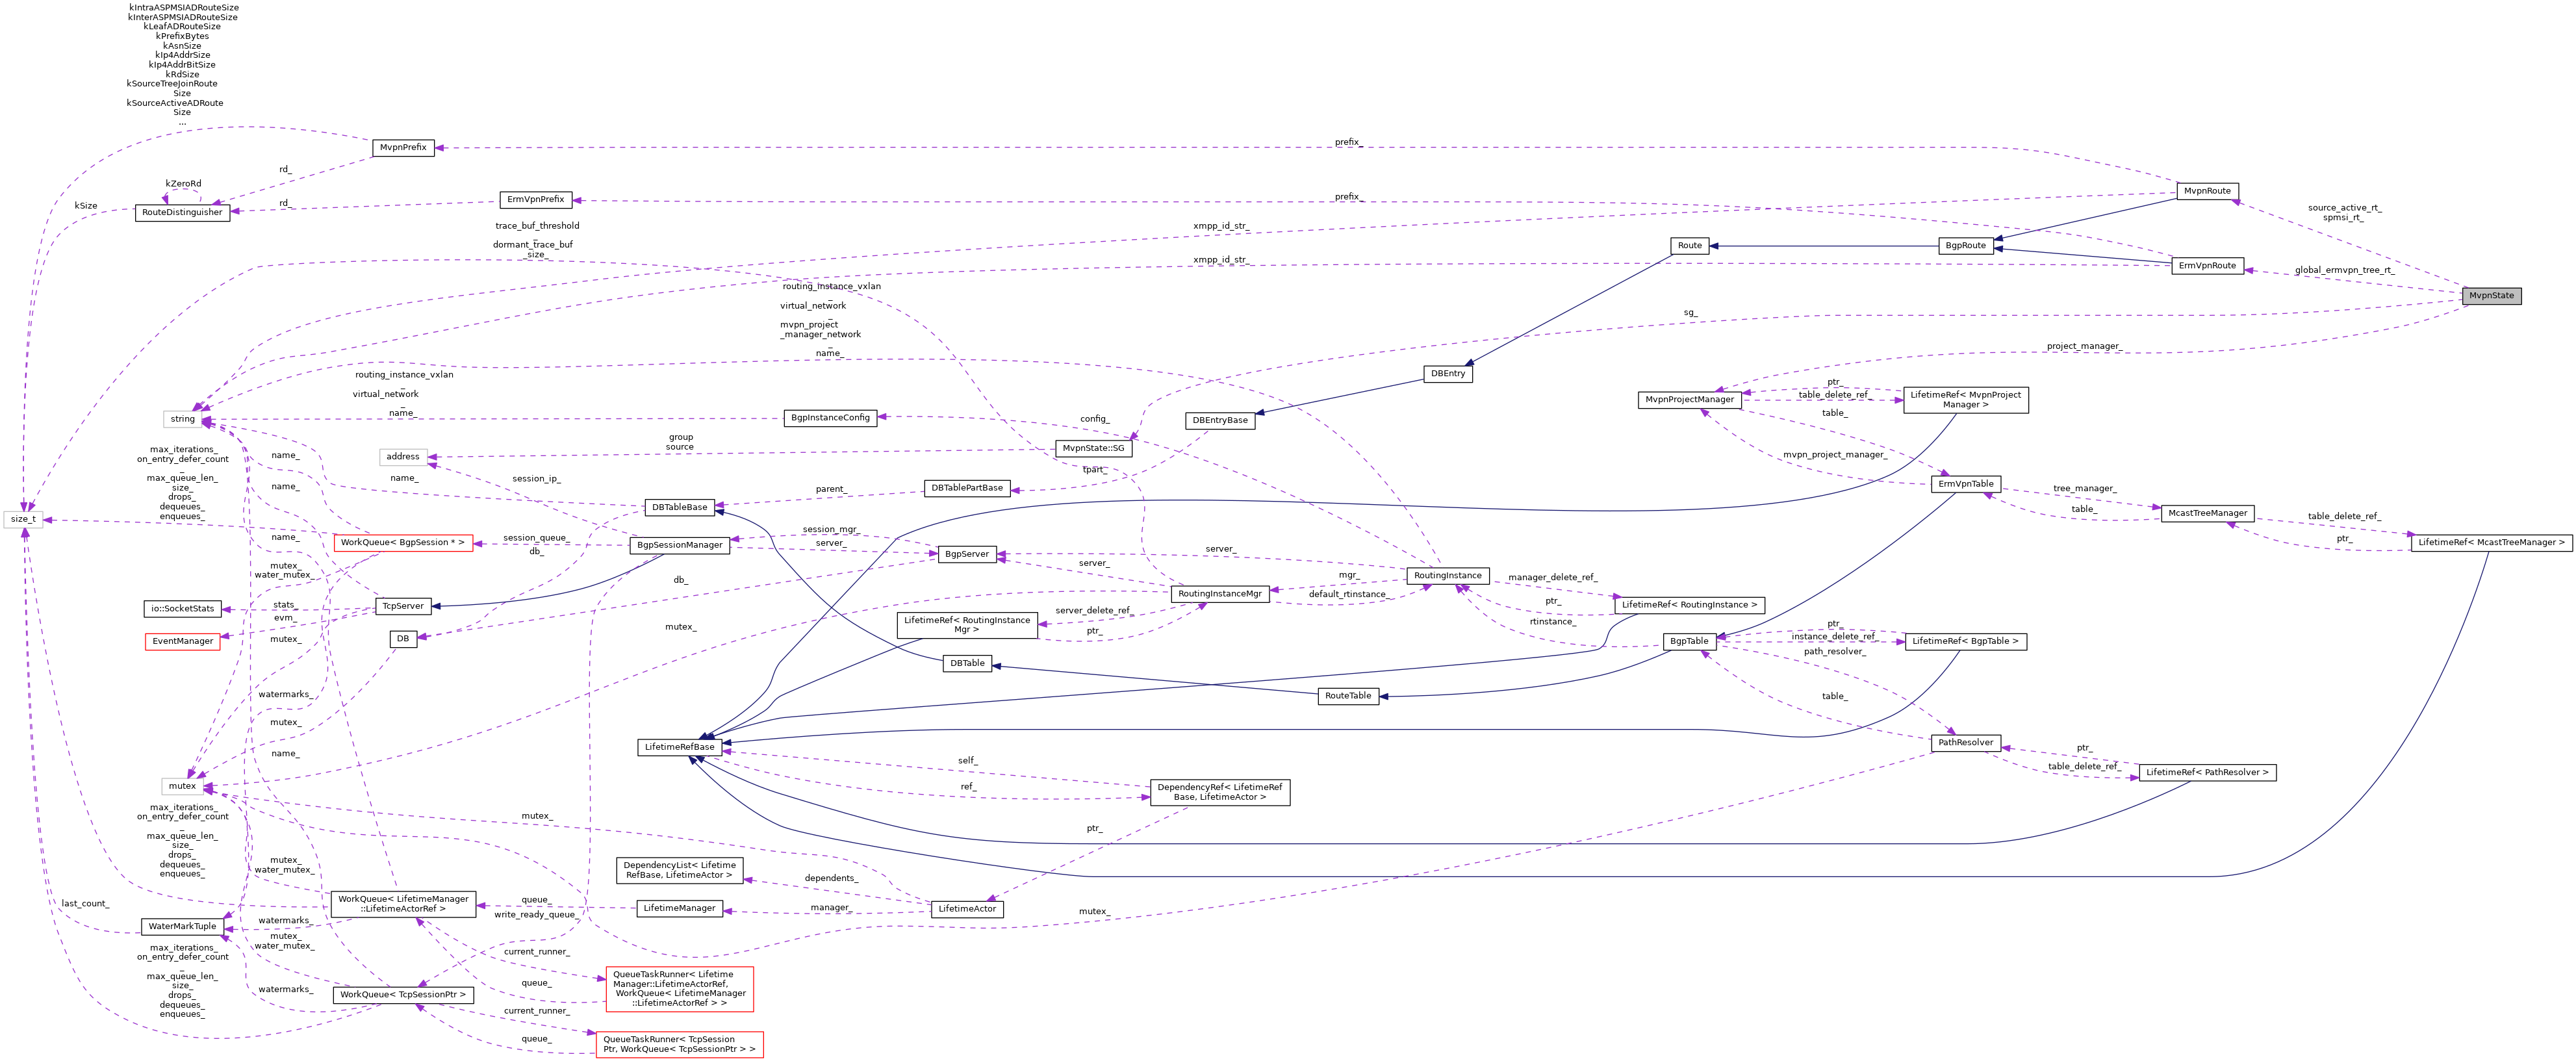 kIntraASPMSIADRouteSize
kInterASPMSIADRouteSize
kLeafADRouteSize
kPrefixBytes
kAsnSize
kIp4AddrSize
kIp4AddrBitSize
kRdSize
kSourceTreeJoinRoute
Size
kSourceActiveADRoute
Size
...
MvpnPrefix
prefix_
rd_
kZeroRd
kSize
RouteDistinguisher
rd_
ErmVpnPrefix
prefix_
MvpnRoute
source_active_rt_
spmsi_rt_
trace_buf_threshold
_
dormant_trace_buf
_size_
xmpp_id_str_
xmpp_id_str_
Route
BgpRoute
ErmVpnRoute
global_ermvpn_tree_rt_
MvpnState
routing_instance_vxlan
_
virtual_network
_
mvpn_project
_manager_network
_
name_
sg_
project_manager_
routing_instance_vxlan
_
virtual_network
_
name_
DBEntry
ptr_
table_delete_ref_
MvpnProjectManager
LifetimeRef< MvpnProject
Manager >
string
BgpInstanceConfig
config_
DBEntryBase
table_
group
source
MvpnState::SG
address
max_iterations_
on_entry_defer_count
_
max_queue_len_
size_
drops_
dequeues_
enqueues_
name_
name_
name_
session_ip_
tpart_
mvpn_project_manager_
parent_
DBTablePartBase
ErmVpnTable
tree_manager_
table_
McastTreeManager
table_delete_ref_
ptr_
LifetimeRef< McastTreeManager >
size_t
DBTableBase
session_mgr_
server_
name_
WorkQueue< BgpSession * >
session_queue_
db_
BgpSessionManager
BgpServer
server_
server_
mutex_
water_mutex_
db_
mgr_
default_rtinstance_
RoutingInstance
manager_delete_ref_
ptr_
RoutingInstanceMgr
LifetimeRef< RoutingInstance >
io::SocketStats
stats_
TcpServer
evm_
server_delete_ref_
ptr_
LifetimeRef< RoutingInstance
Mgr >
rtinstance_
EventManager
mutex_
DB
mutex_
BgpTable
ptr_
instance_delete_ref_
LifetimeRef< BgpTable >
path_resolver_
DBTable
watermarks_
RouteTable
table_
mutex_
name_
LifetimeRefBase
PathResolver
ptr_
table_delete_ref_
LifetimeRef< PathResolver >
self_
ref_
mutex
DependencyRef< LifetimeRef
Base, LifetimeActor >
max_iterations_
on_entry_defer_count
_
max_queue_len_
size_
drops_
dequeues_
enqueues_
mutex_
ptr_
mutex_
water_mutex_
DependencyList< Lifetime
RefBase, LifetimeActor >
dependents_
last_count_
WorkQueue< LifetimeManager
::LifetimeActorRef >
queue_
LifetimeManager
manager_
LifetimeActor
mutex_
write_ready_queue_
WaterMarkTuple
watermarks_
mutex_
water_mutex_
max_iterations_
on_entry_defer_count
_
max_queue_len_
size_
drops_
dequeues_
enqueues_
current_runner_
queue_
QueueTaskRunner< Lifetime
Manager::LifetimeActorRef,
WorkQueue< LifetimeManager
::LifetimeActorRef > >
watermarks_
WorkQueue< TcpSessionPtr >
current_runner_
queue_
QueueTaskRunner< TcpSession
Ptr, WorkQueue< TcpSessionPtr > >